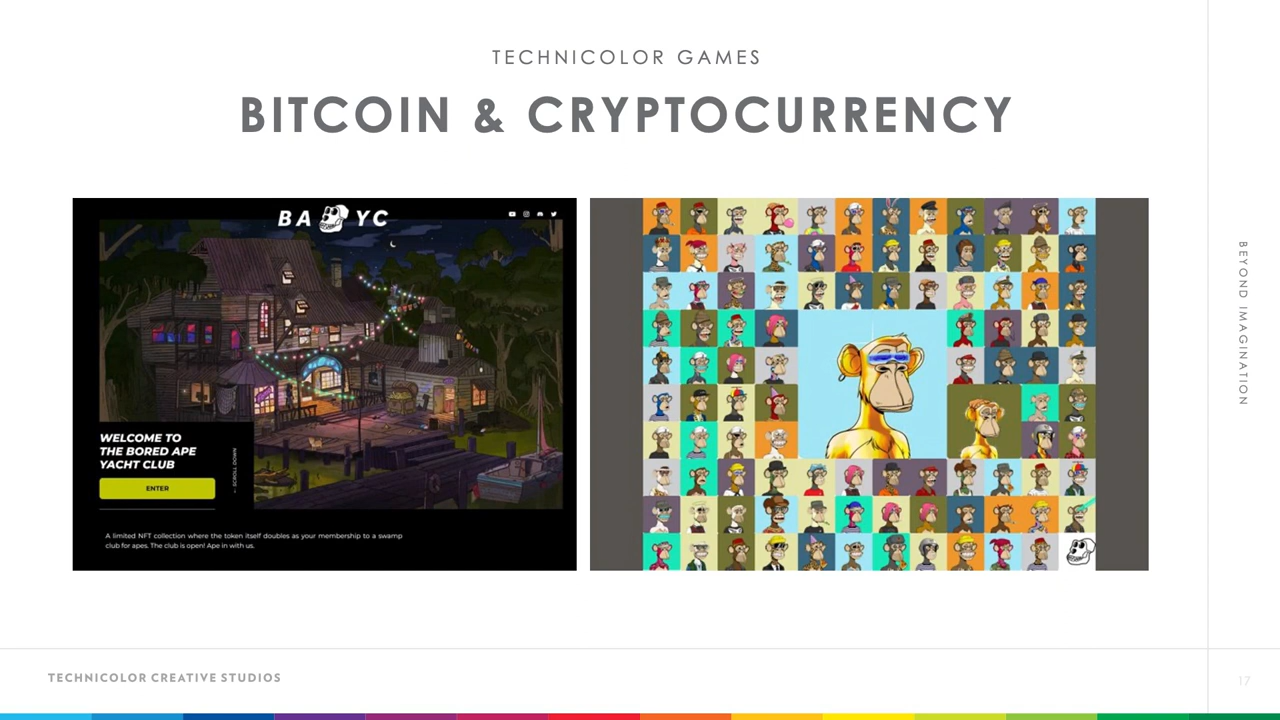 TECHNICOLOR GAMES
BITCOIN & CRYPTOCURRENCY
BA YC
WELCOME TO
THE BORED APE
YACHT CLUB
ENTER
← SCROLL DOWN
A limited NFT collection where the token itself doubles as your membership to a swamp
club for apes. The club is open! Ape in with us.
BEYOND IMAGINATION
TECHNICOLOR CREATIVE STUDIOS
17